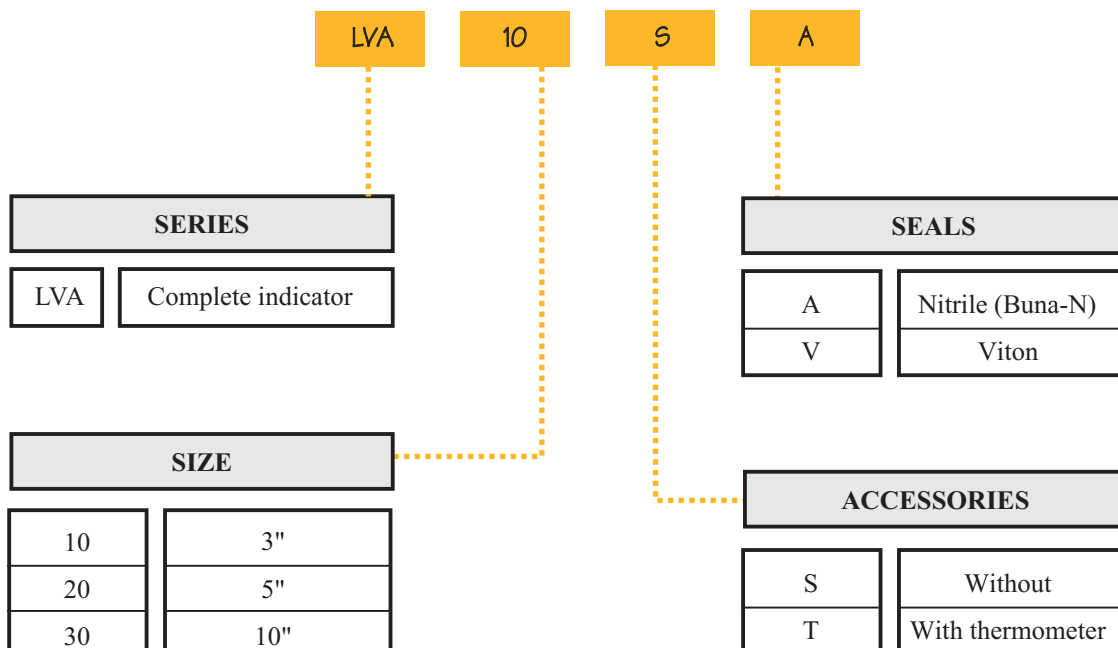 LVA 10 S A
SERIES
LVA Complete indicator
SIZE
10 3"
20 5"
30 10"
SEALS
A Nitrile (Buna-N)
V Viton
ACCESSORIES
S Without
T With thermometer